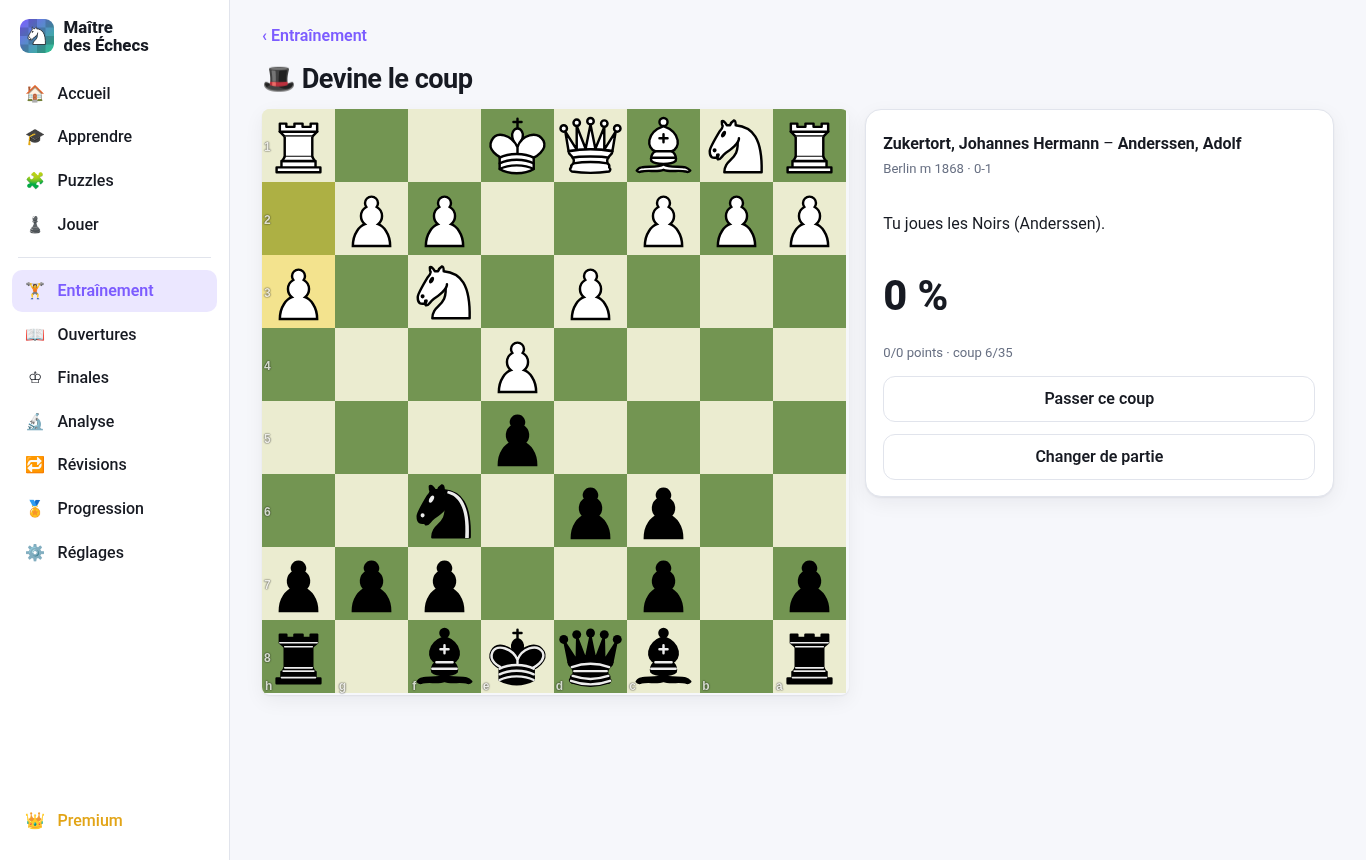 Maître
des Échecs
Accueil
Apprendre
Puzzles
Jouer
Entraînement
Ouvertures
Finales
Analyse
Révisions
Progression
Réglages
Premium
‹ Entraînement
Devine le coup
1
2
3
4
5
6
7
8
h g f e d c b a
Zukertort, Johannes Hermann – Anderssen, Adolf
Berlin m 1868 · 0-1
Tu joues les Noirs (Anderssen).
0 %
0/0 points · coup 6/35
Passer ce coup
Changer de partie